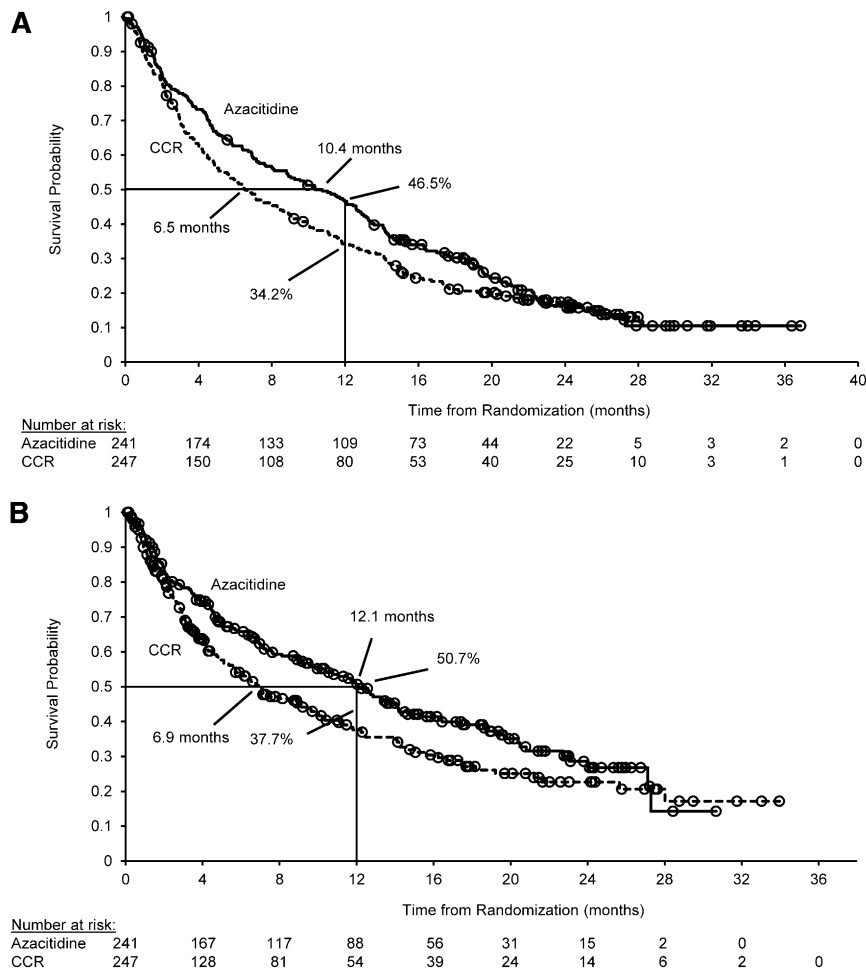 A
1
0.9
0.8
0.7
0.6
0.5
0.4
0.3
0.2
0.1
0
Survival Probability
Azacitidine
CCR
10.4 months
46.5%
6.5 months
34.2%
0 4 8 12 16 20 24 28 32 36 40
Time from Randomization (months)
Number at risk:
Azacitidine 241 174 133 109 73 44 22 5 3 2 0
CCR 247 150 108 80 53 40 25 10 3 1 0
B
1
0.9
0.8
0.7
0.6
0.5
0.4
0.3
0.2
0.1
0
Survival Probability
Azacitidine
CCR
12.1 months
50.7%
6.9 months
37.7%
0 4 8 12 16 20 24 28 32 36
Time from Randomization (months)
Number at risk:
Azacitidine 241 167 117 88 56 31 15 2 0
CCR 247 128 81 54 39 24 14 6 2 0